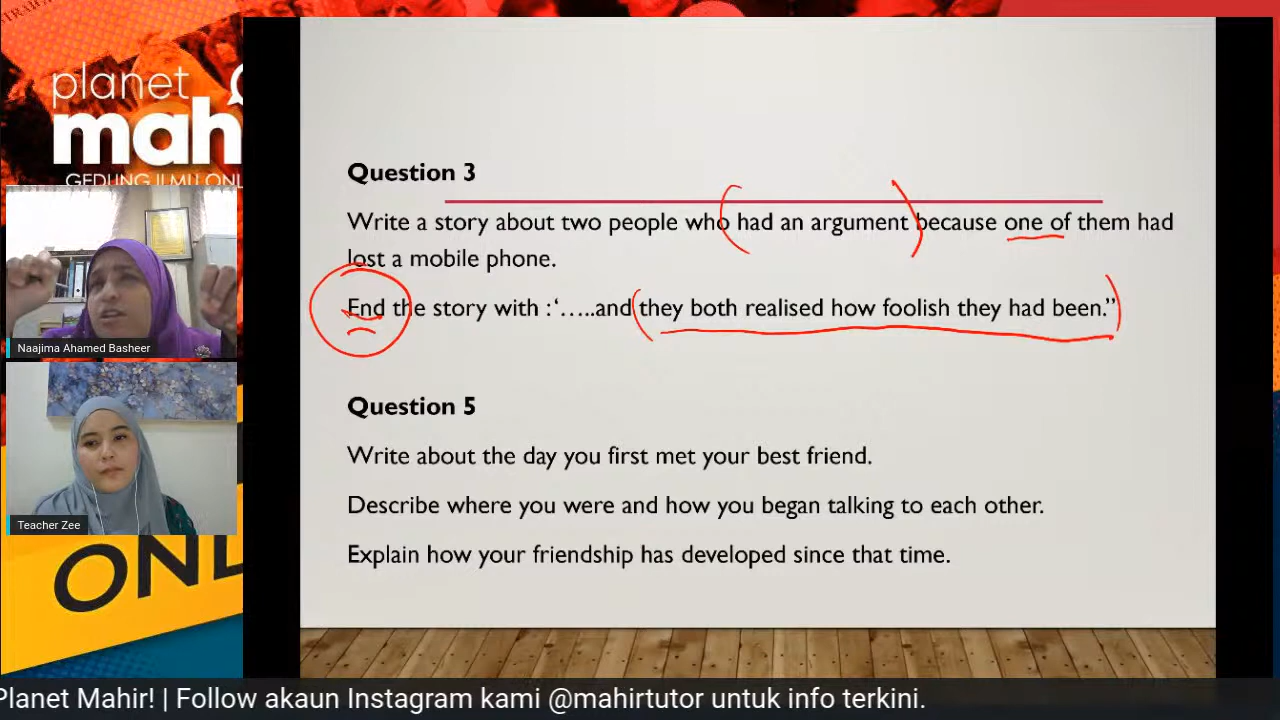 planet
mah
GEDUNG ILMU ONLI
Naajima Ahamed Basheer
Teacher Zee
ONL
Question 3
Write a story about two people who had an argument because one of them had
lost a mobile phone.
End the story with :‘…..and they both realised how foolish they had been.”
Question 5
Write about the day you first met your best friend.
Describe where you were and how you began talking to each other.
Explain how your friendship has developed since that time.
Planet Mahir! | Follow akaun Instagram kami @mahirtutor untuk info terkini.